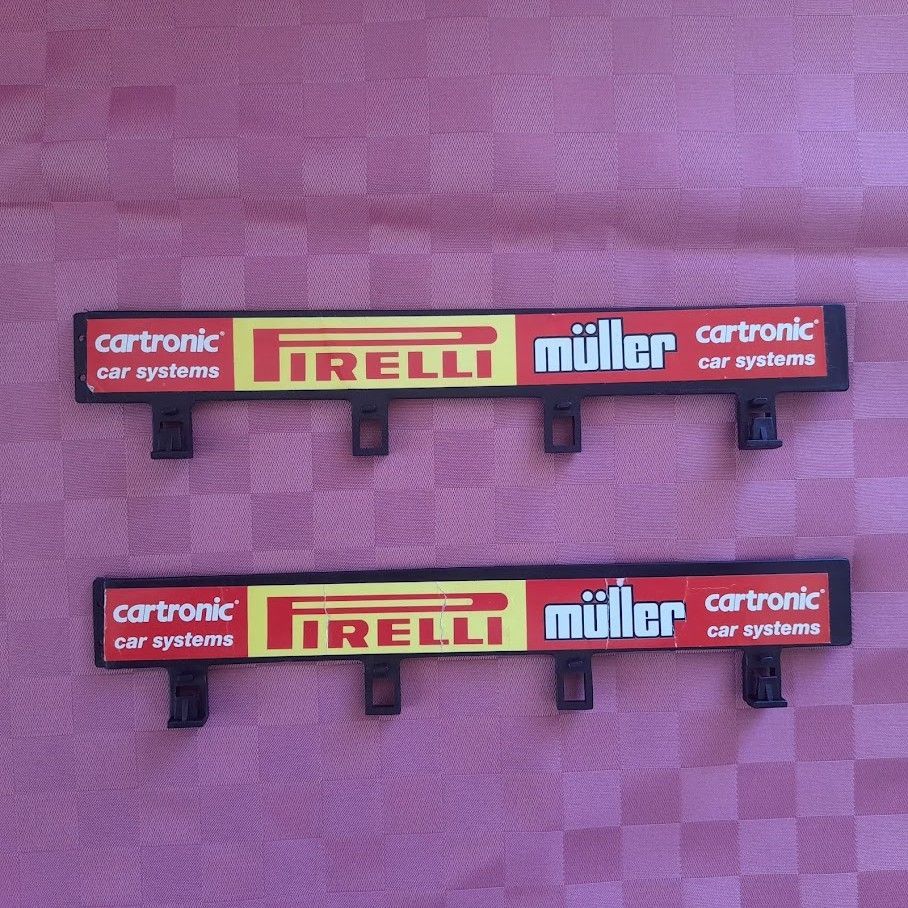 cartronic®
car systems
PIRELLI
müller
cartronic®
car systems
cartronic®
car systems
PIRELLI
müller
cartronic®
car systems